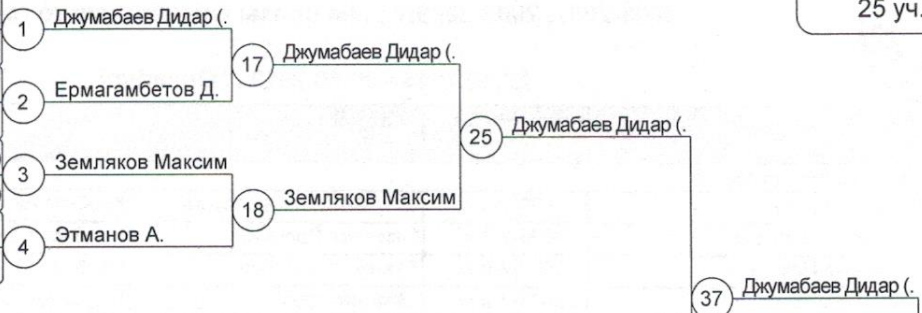 25 уч.
1 Джумабаев Дидар (.
17 Джумабаев Дидар (.
2 Ермагамбетов Д.
25 Джумабаев Дидар (.
3 Земляков Максим
18 Земляков Максим
4 Этманов А.
37 Джумабаев Дидар (.